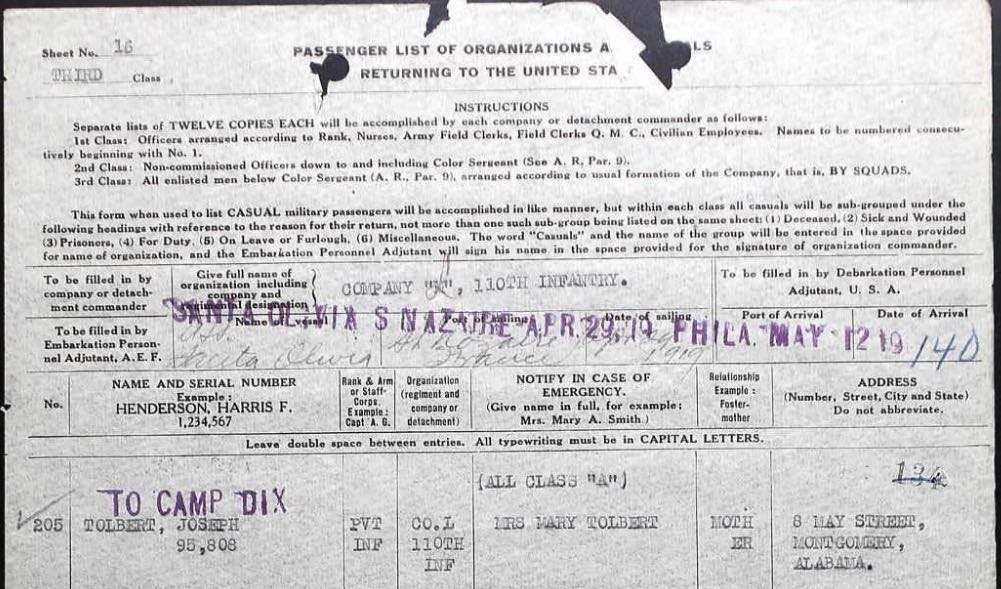 Sheet No. 16
THIRD Class
PASSENGER LIST OF ORGANIZATIONS A LS
RETURNING TO THE UNITED STA
INSTRUCTIONS
Separate lists of TWELVE COPIES EACH will be accomplished by each company or detachment commander as follows:
1st Class: Officers arranged according to Rank, Nurses, Army Field Clerks, Field Clerks Q. M. C., Civilian Employees. Names to be numbered consecu-
tively beginning with No. 1.
2nd Class: Non-commissioned Officers down to and including Color Sergeant (See A. R, Par. 9).
3rd Class: All enlisted men below Color Sergeant (A. R., Par. 9), arranged according to usual formation of the Company, that is, BY SQUADS.
This form when used to list CASUAL military passengers will be accomplished in like manner, but within each class all casuals will be sub-grouped under the
following headings with reference to the reason for their return, not more than one such sub-group being listed on the same sheet: (1) Deceased, (2) Sick and Wounded
(3) Prisoners, (4) For Duty, (5) On Leave or Furlough, (6) Miscellaneous. The word "Casuals" and the name of the group will be entered in the space provided
for name of organization, and the Embarkation Personnel Adjutant will sign his name in the space provided for the signature of organization commander.
To be filled in by
company or detach-
ment commander
Give full name of
organization including
company and
regimental designation
COMPANY 110TH INFANTRY.
To be filled in by Debarkation Personnel
Adjutant, U. S. A.
To be filled in by
Embarkation Person-
nel Adjutant, A. E. F.
Name of vessel
Port of sailing
Date of sailing
Port of Arrival
Date of Arrival
SANTA OLIVIA S NAZAIRE APR. 29. 19 PHILA. MAY 12 19
Santa Olivia St Nazaire France 1919
140
No.
NAME AND SERIAL NUMBER
Example:
HENDERSON, HARRIS F.
1,234,567
Rank & Arm
or Staff-
Corps.
Example:
Capt A. G.
Organization
(regiment and
company or
detachment)
NOTIFY IN CASE OF
EMERGENCY.
(Give name in full, for example;
Mrs. Mary A. Smith)
Relationship
Example:
Foster-
mother
ADDRESS
(Number, Street, City and State)
Do not abbreviate.
Leave double space between entries. All typewriting must be in CAPITAL LETTERS.
(ALL CLASS "A")
134
TO CAMP DIX
205 TOLBERT, JOSEPH PVT CO.L MRS MARY TOLBERT MOTH 8 MAY STREET,
95,808 INF 110TH ER MONTGOMERY,
INF ALABAMA.